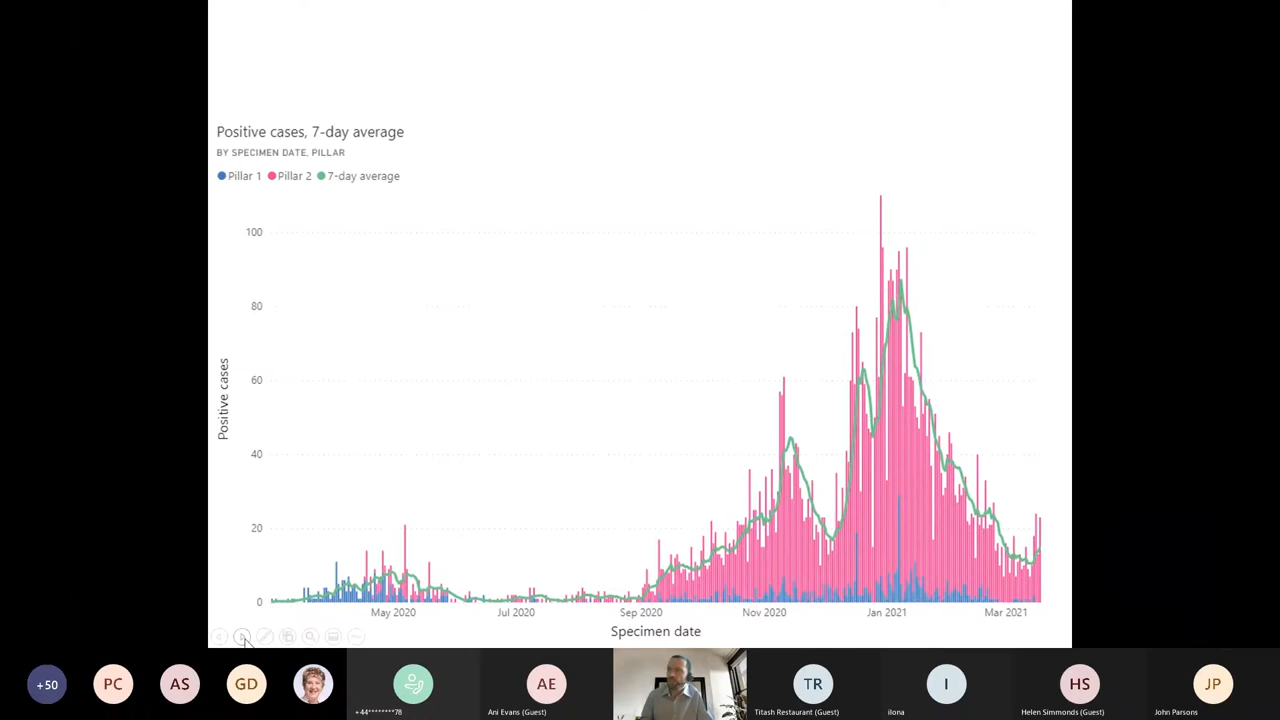 Positive cases, 7-day average
BY SPECIMEN DATE, PILLAR
Pillar 1 Pillar 2 7-day average
100
80
60
40
20
0
Positive cases
May 2020 Jul 2020 Sep 2020 Nov 2020 Jan 2021 Mar 2021
Specimen date
+50 PC AS GD AE TR I HS JP
+44********78 Ani Evans (Guest) Titash Restaurant (Guest) ilona Helen Simmonds (Guest) John Parsons